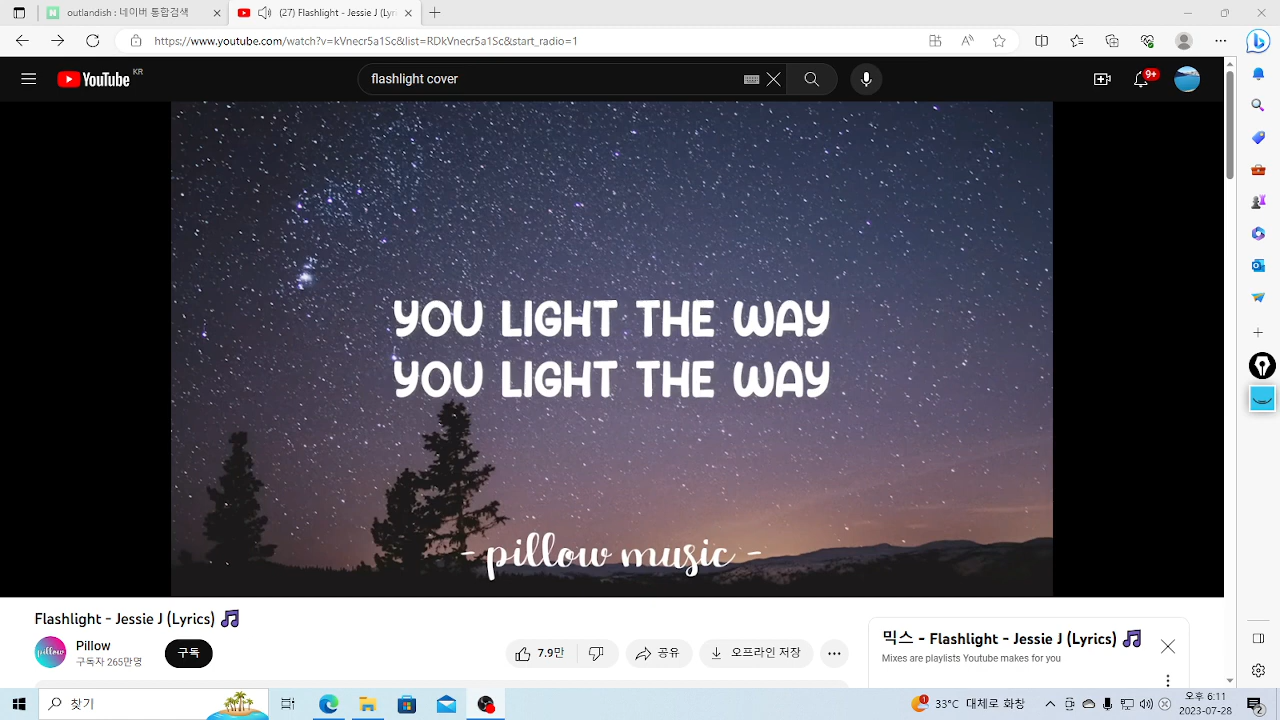 outlandish : 네이버 통합검색
(27) Flashlight - Jessie J (Lyri
https://www.youtube.com/watch?v=kVnecr5a1Sc&list=RDkVnecr5a1Sc&start_radio=1
YouTube KR
flashlight cover
9+
YOU LIGHT THE WAY
YOU LIGHT THE WAY
- pillow music -
Flashlight - Jessie J (Lyrics) 🎵
pillow
Pillow
구독자 265만명
구독
7.9만
공유
오프라인 저장
믹스 - Flashlight - Jessie J (Lyrics) 🎵
Mixes are playlists Youtube makes for you
찾기
1
33°C 대체로 화창
오후 6:11
2023-07-28
2